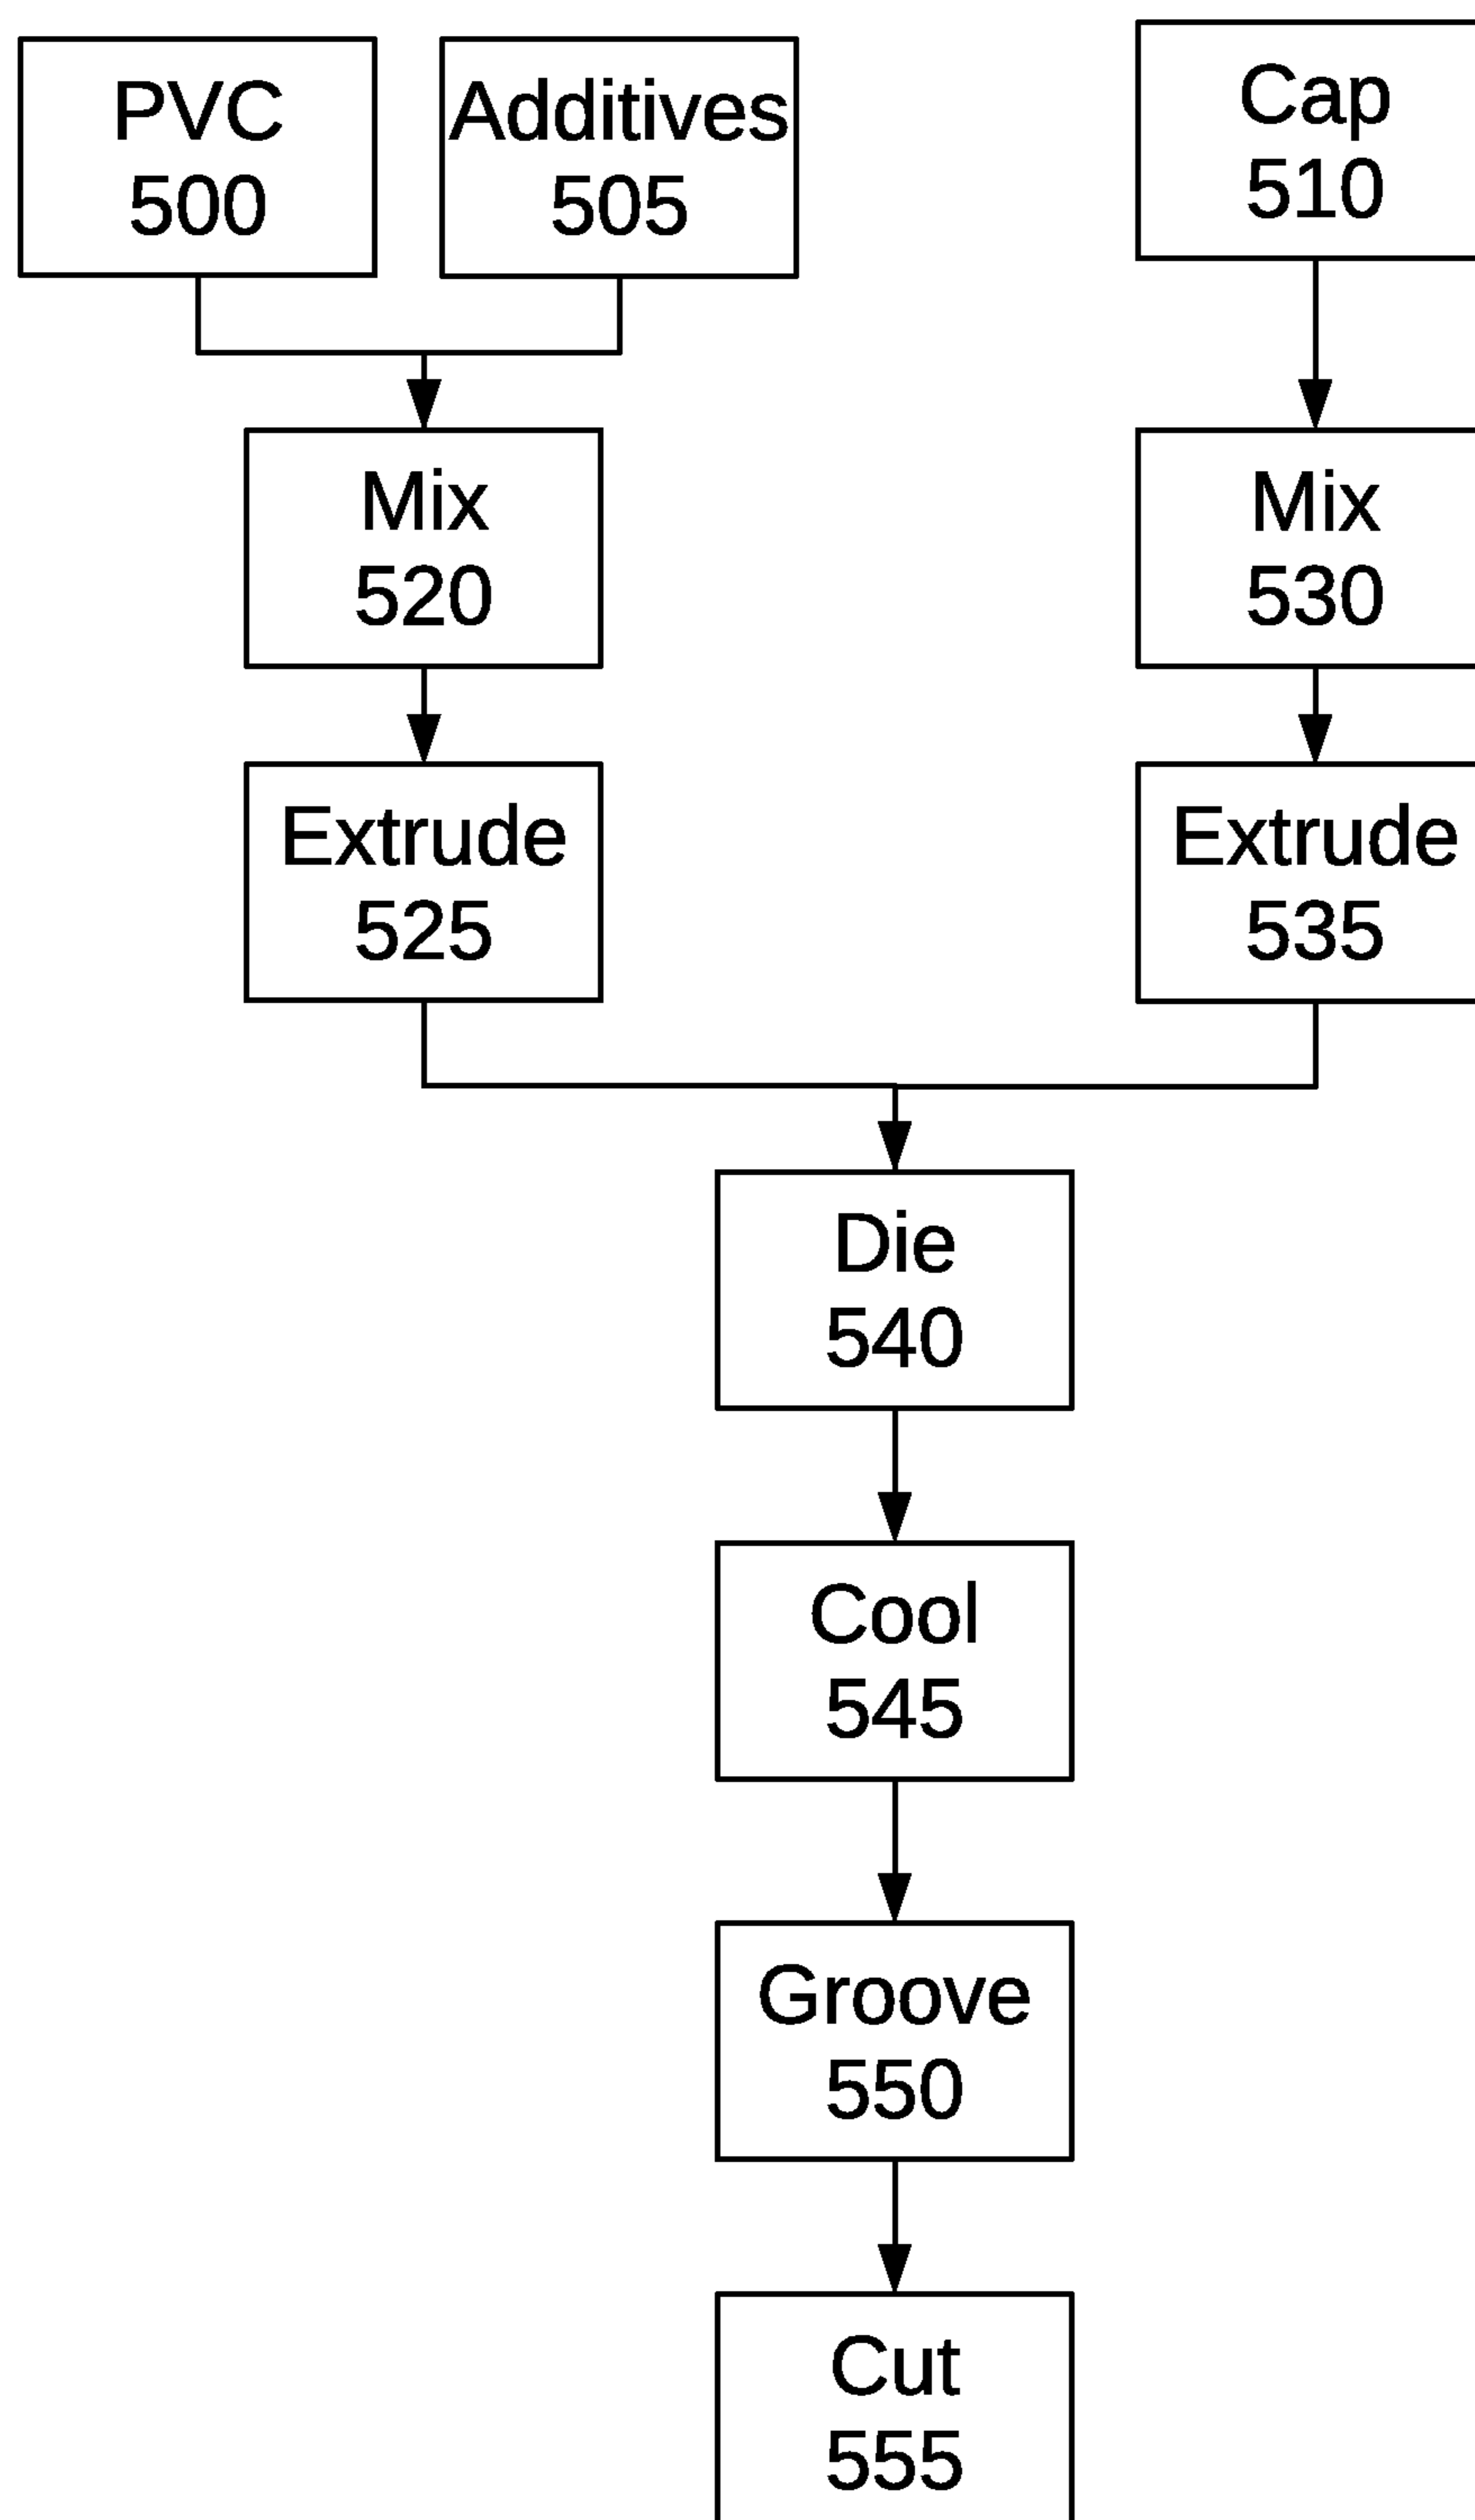 PVC
500
Additives
505
Cap
510
Mix
520
Mix
530
Extrude
525
Extrude
535
Die
540
Cool
545
Groove
550
Cut
555